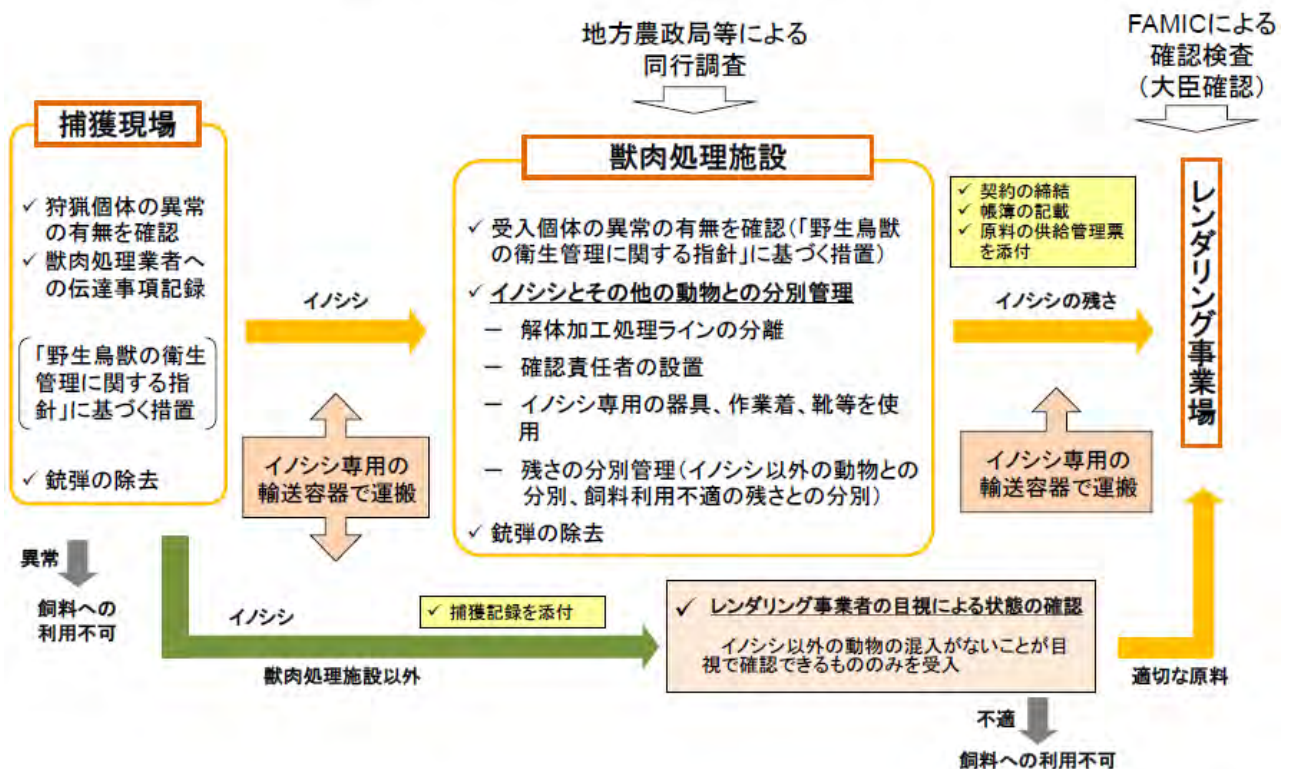 地方農政局等による
同行調査
FAMICによる
確認検査
(大臣確認)
捕獲現場
✓ 狩猟個体の異常
の有無を確認
✓ 獣肉処理業者へ
の伝達事項記録
「野生鳥獣の衛生
管理に関する指
針」に基づく措置
✓ 銃弾の除去
異常
飼料への
利用不可
イノシシ
イノシシ専用の
輸送容器で運搬
獣肉処理施設
✓ 受入個体の異常の有無を確認(「野生鳥獣
の衛生管理に関する指針」に基づく措置)
✓ イノシシとその他の動物との分別管理
ー 解体加工処理ラインの分離
ー 確認責任者の設置
ー イノシシ専用の器具、作業着、靴等を使
用
ー 残さの分別管理(イノシシ以外の動物との
分別、飼料利用不適の残さとの分別)
✓ 銃弾の除去
✓ 契約の締結
✓ 帳簿の記載
✓ 原料の供給管理票
を添付
イノシシの残さ
イノシシ専用の
輸送容器で運搬
レンダリング事業場
イノシシ
✓ 捕獲記録を添付
獣肉処理施設以外
✓ レンダリング事業者の目視による状態の確認
イノシシ以外の動物の混入がないことが目
視で確認できるもののみを受入
適切な原料
不適
飼料への利用不可